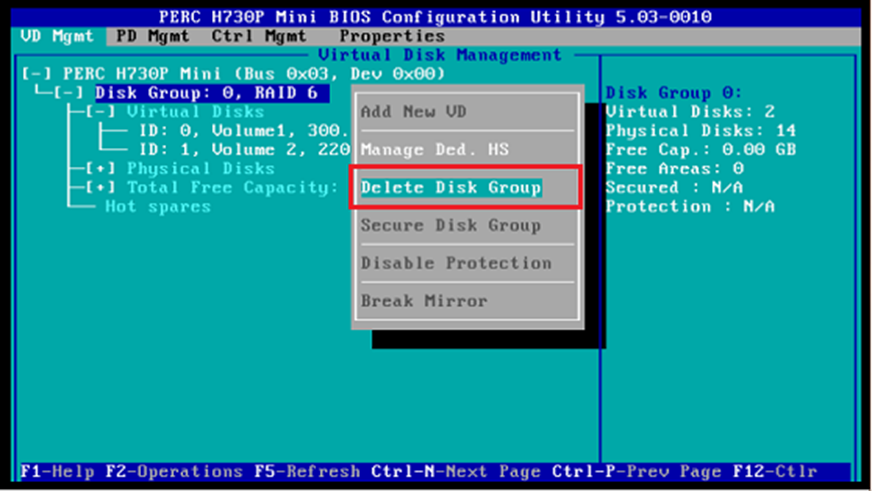 PERC H730P Mini BIOS Configuration Utility 5.03-0010
VD Mgmt PD Mgmt Ctrl Mgmt Properties
Virtual Disk Management
[-] PERC H730P Mini (Bus 0x03, Dev 0x00)
[-] Disk Group: 0, RAID 6
[-] Virtual Disks
ID: 0, Volume1, 300.
ID: 1, Volume 2, 220
[+] Physical Disks
[+] Total Free Capacity:
Hot spares
Add New VD
Manage Ded. HS
Delete Disk Group
Secure Disk Group
Disable Protection
Break Mirror
Disk Group 0:
Virtual Disks: 2
Physical Disks: 14
Free Cap.: 0.00 GB
Free Areas: 0
Secured : N/A
Protection : N/A
F1-Help F2-Operations F5-Refresh Ctrl-N-Next Page Ctrl-P-Prev Page F12-Ctlr